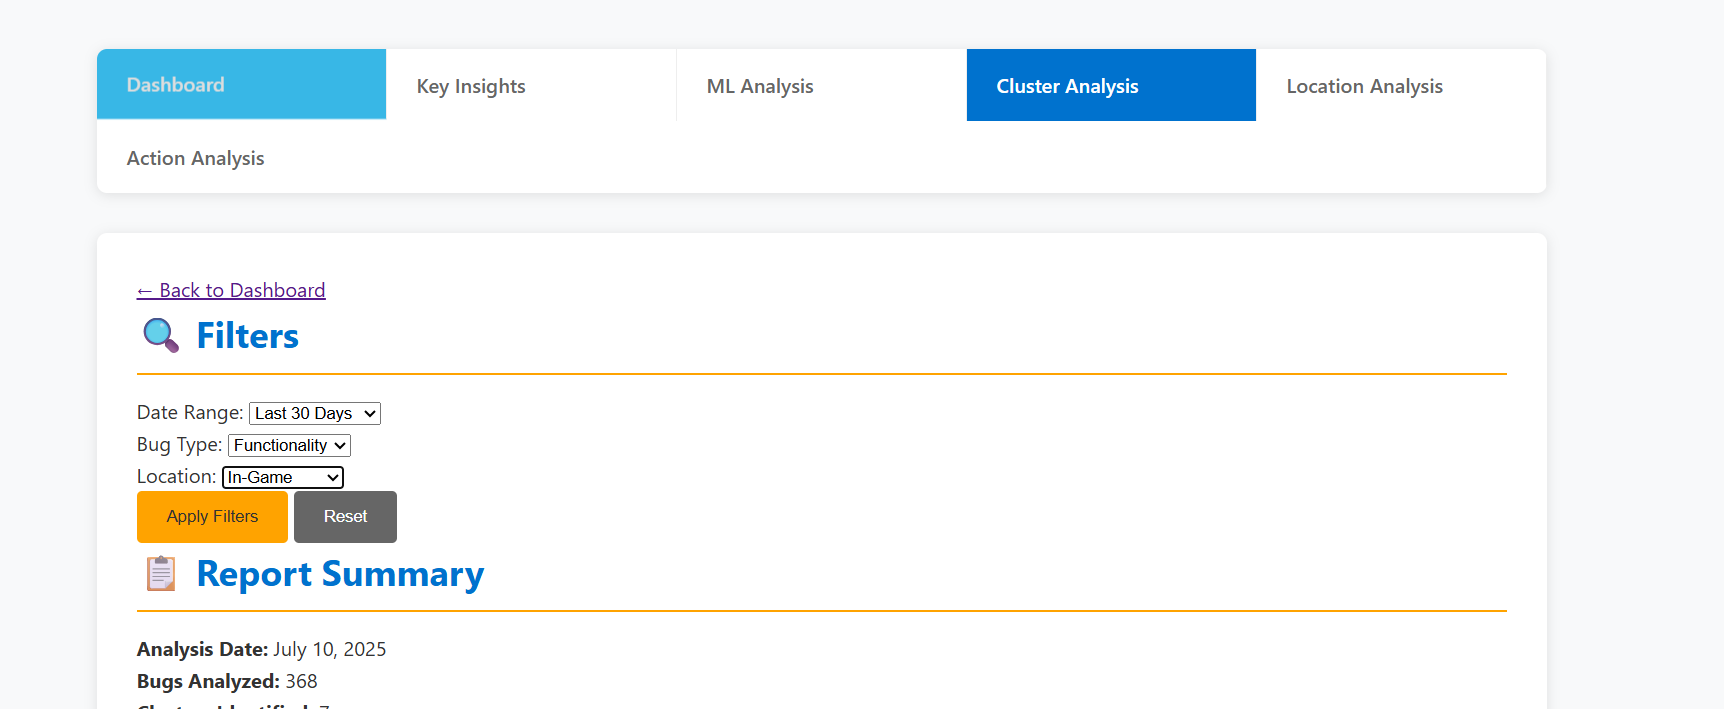 Dashboard
Key Insights
ML Analysis
Cluster Analysis
Location Analysis
Action Analysis
← Back to Dashboard
Filters
Date Range: Last 30 Days
Bug Type: Functionality
Location: In-Game
Apply Filters
Reset
Report Summary
Analysis Date: July 10, 2025
Bugs Analyzed: 368